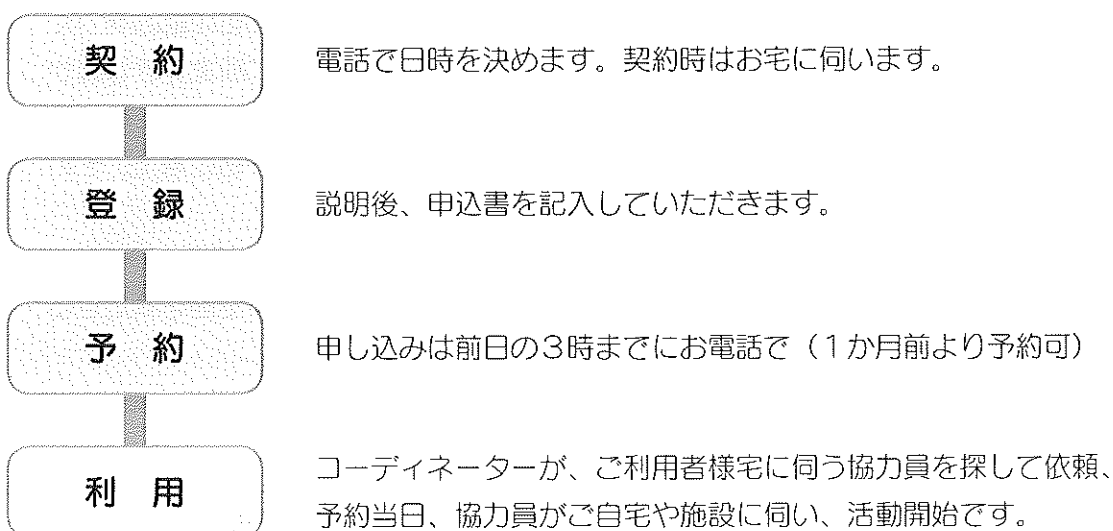 契 約
電話で日時を決めます。契約時はお宅に伺います。
登 録
説明後、申込書を記入していただきます。
予 約
申し込みは前日の3時までにお電話で（1か月前より予約可）
利 用
コーディネーターが、ご利用者様宅に伺う協力員を探して依頼、
予約当日、協力員がご自宅や施設に伺い、活動開始です。